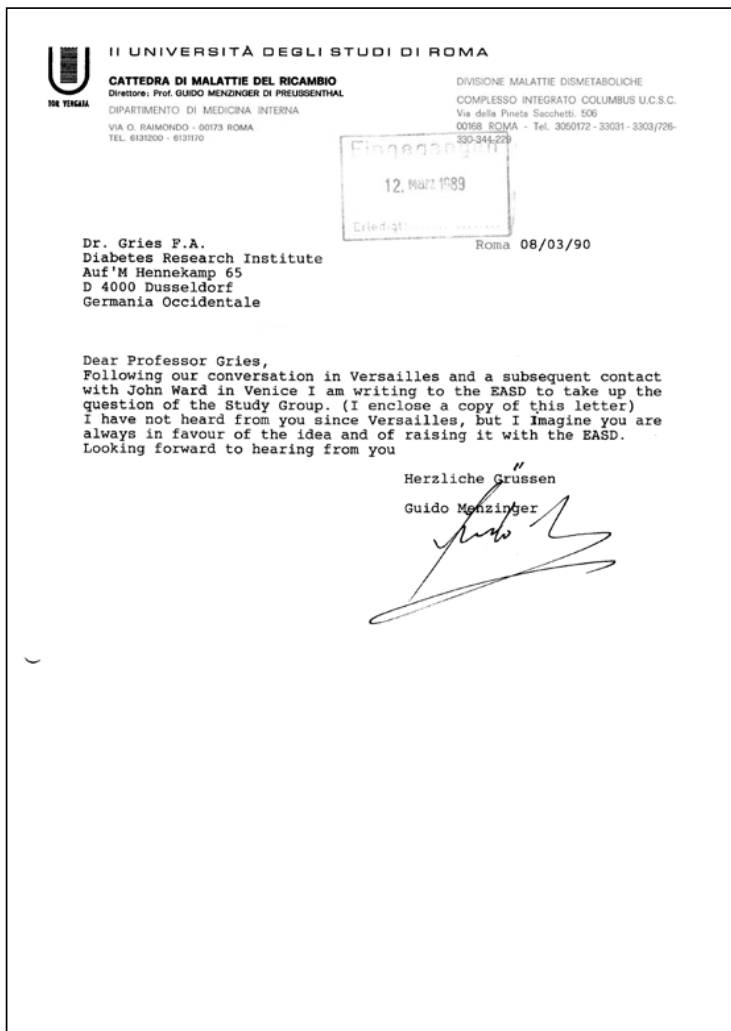 II UNIVERSITÀ DEGLI STUDI DI ROMA
TOR VERGATA
CATTEDRA DI MALATTIE DEL RICAMBIO
Direttore: Prof. GUIDO MENZINGER DI PREUSSENTHAL
DIPARTIMENTO DI MEDICINA INTERNA
VIA O. RAIMONDO - 00173 ROMA
TEL. 6131200 - 6131170
DIVISIONE MALATTIE DISMETABOLICHE
COMPLESSO INTEGRATO COLUMBUS U.C.S.C.
Via della Pineta Sacchetti. 506
00168 ROMA - Tel. 3050172 - 33031 - 3303/726-
330-344-229
Eingegangen
12. März 1989
Erledigt:
Roma 08/03/90
Dr. Gries F.A.
Diabetes Research Institute
Auf'M Hennekamp 65
D 4000 Dusseldorf
Germania Occidentale
Dear Professor Gries,
Following our conversation in Versailles and a subsequent contact
with John Ward in Venice I am writing to the EASD to take up the
question of the Study Group. (I enclose a copy of this letter)
I have not heard from you since Versailles, but I Imagine you are
always in favour of the idea and of raising it with the EASD.
Looking forward to hearing from you
Herzliche Grüssen
Guido Menzinger